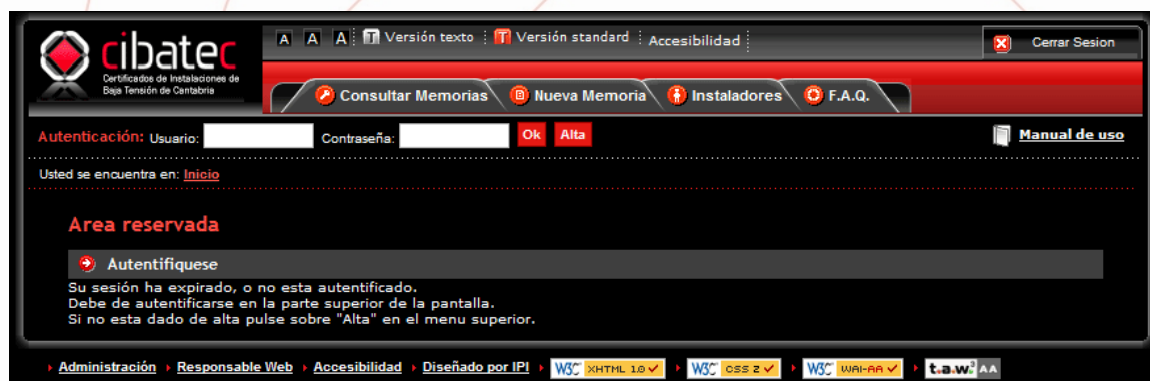 cibatec
Certificados de Instalaciones de
Baja Tensión de Cantabria
A A A T Versión texto T Versión standard Accesibilidad
Cerrar Sesion
Consultar Memorias Nueva Memoria Instaladores F.A.Q.
Autenticación: Usuario: Contraseña: Ok Alta Manual de uso
Usted se encuentra en: Inicio
Area reservada
Autentifiquese
Su sesión ha expirado, o no esta autentificado.
Debe de autentificarse en la parte superior de la pantalla.
Si no esta dado de alta pulse sobre "Alta" en el menu superior.
Administración Responsable Web Accesibilidad Diseñado por IPI W3C XHTML 1.0 W3C CSS 2 W3C WAI-AA t.a.w.3 AA